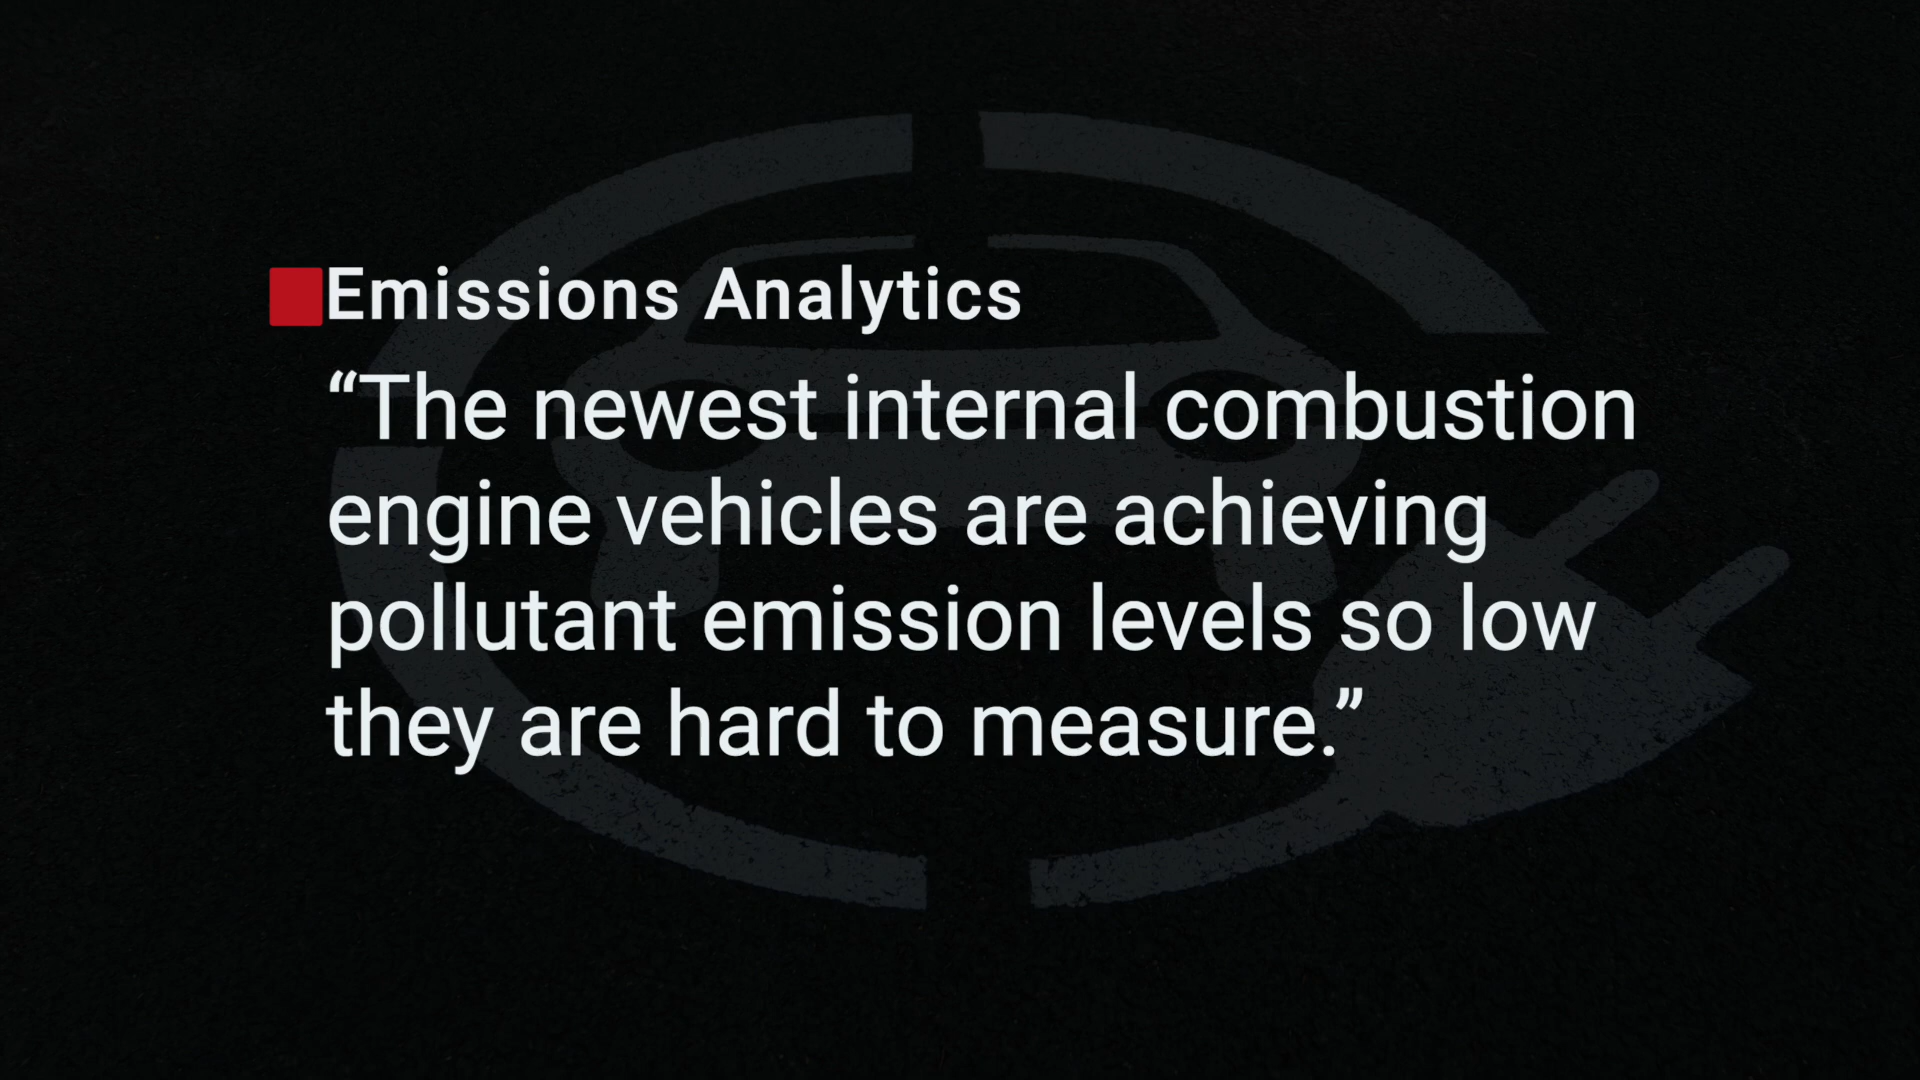 Emissions Analytics
“The newest internal combustion
engine vehicles are achieving
pollutant emission levels so low
they are hard to measure.”